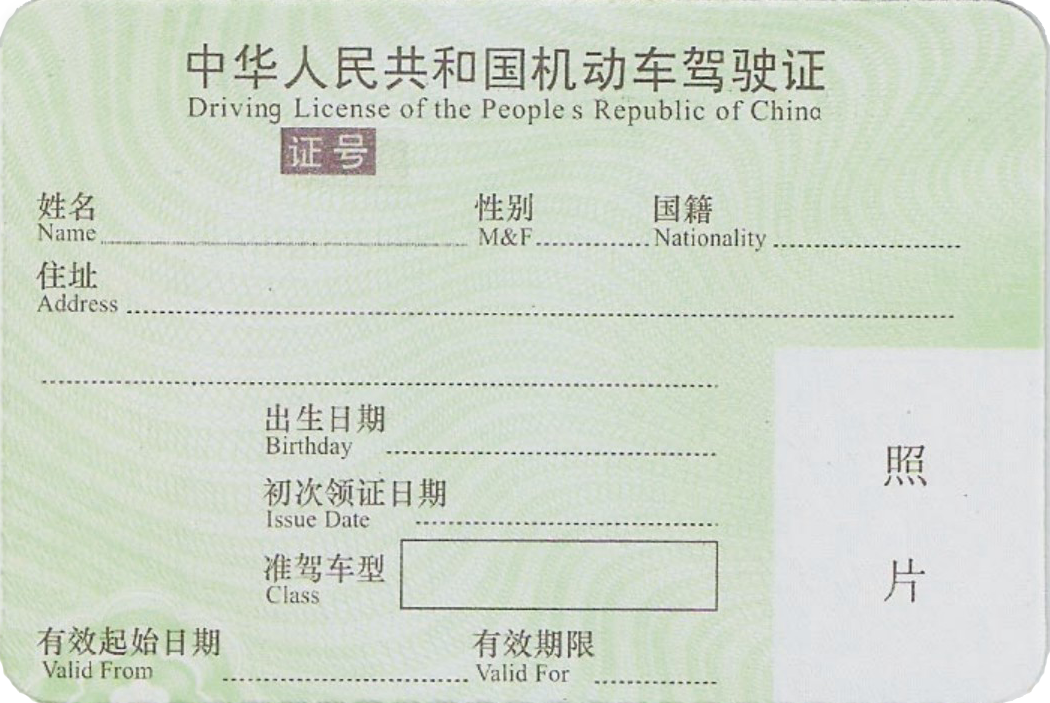 中华人民共和国机动车驾驶证
Driving License of the People s Republic of China
证号
姓名 性别 国籍
Name M&F Nationality
住址
Address
出生日期
Birthday
照
初次领证日期
Issue Date
准驾车型
Class
片
有效起始日期 有效期限
Valid From Valid For